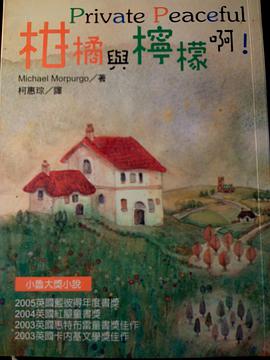 Private Peaceful
柑橘與檸檬啊!
Michael Morpurgo／著
柯惠琮／譯
小魯大獎小說
2005英國藍彼得年度書獎
2004英國紅屋童書獎
2003英國惠特布雷童書獎佳作
2003英國卡內基文學獎佳作